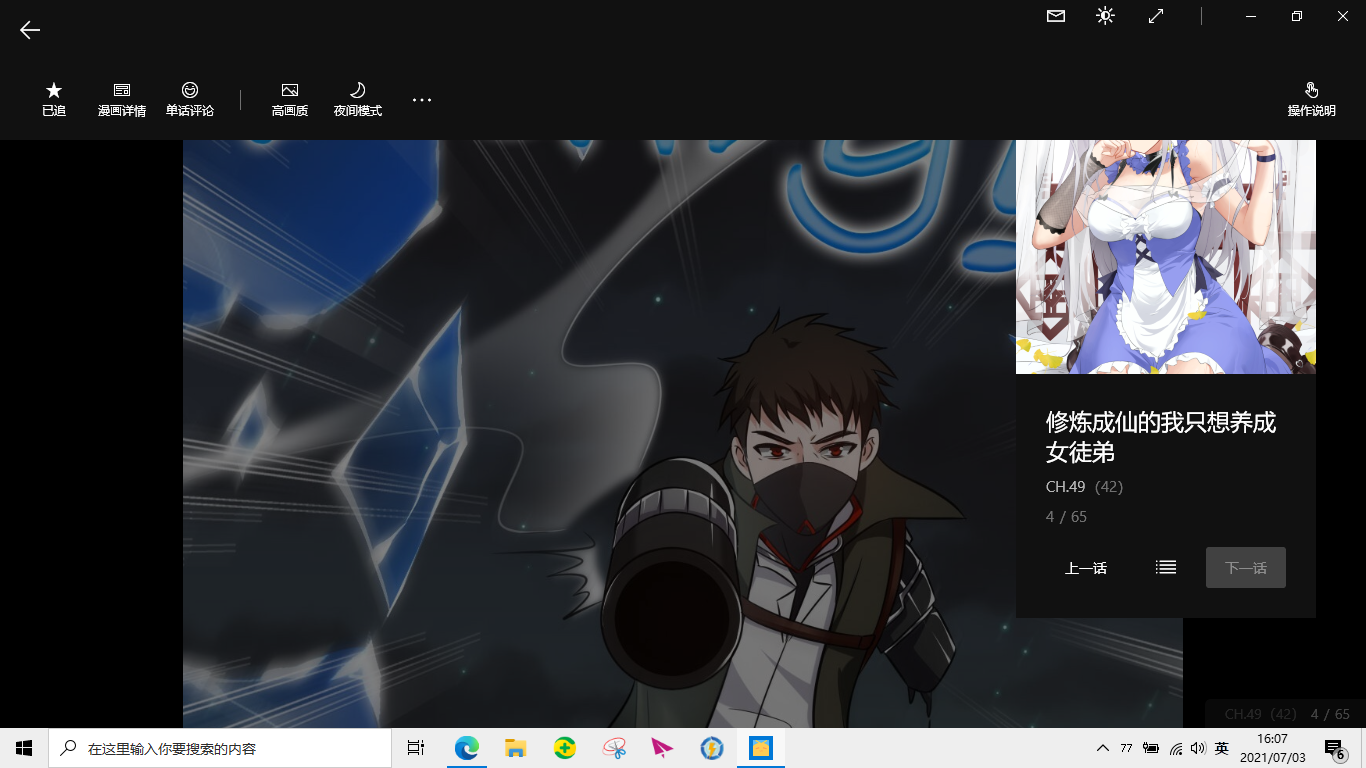 已追
漫画详情
单话评论
高画质
夜间模式
操作说明
修炼成仙的我只想养成
女徒弟
CH.49 (42)
4 / 65
上一话
下一话
CH.49 (42) 4 / 65
在这里输入你要搜索的内容
77
英
16:07
2021/07/03
6